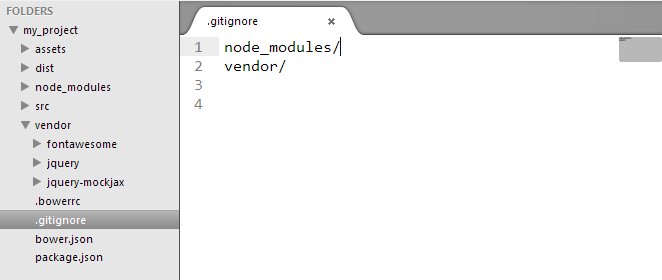 FOLDERS
my_project
assets
dist
node_modules
src
vendor
fontawesome
jquery
jquery-mockjax
.bowerrc
.gitignore
bower.json
package.json
.gitignore ×
1 node_modules/
2 vendor/
3
4